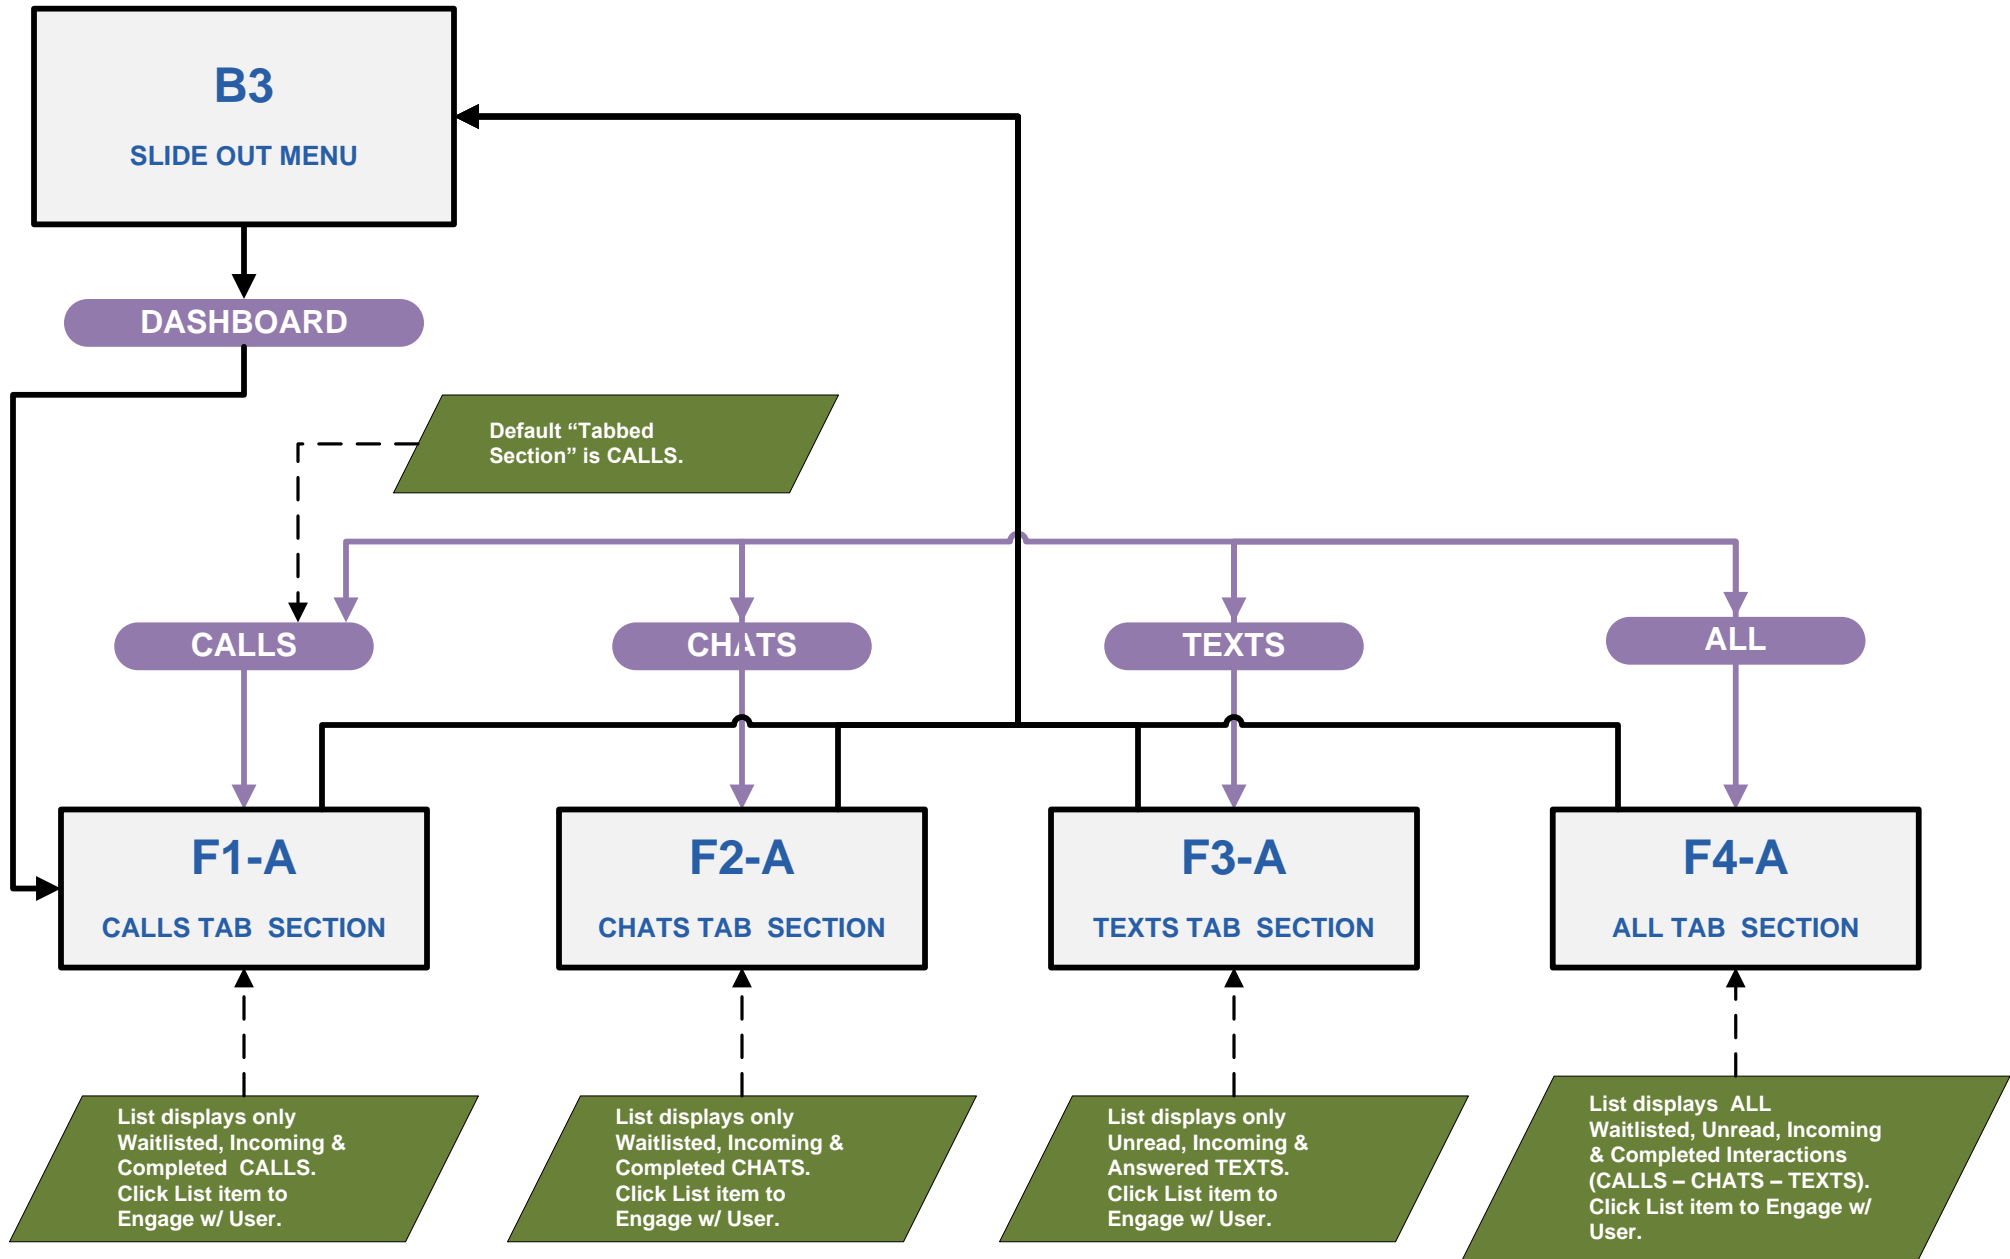 B3
SLIDE OUT MENU
DASHBOARD
Default “Tabbed
Section” is CALLS.
CALLS
CHATS
TEXTS
ALL
F1-A
CALLS TAB SECTION
F2-A
CHATS TAB SECTION
F3-A
TEXTS TAB SECTION
F4-A
ALL TAB SECTION
List displays only
Waitlisted, Incoming &
Completed CALLS.
Click List item to
Engage w/ User.
List displays only
Waitlisted, Incoming &
Completed CHATS.
Click List item to
Engage w/ User.
List displays only
Unread, Incoming &
Answered TEXTS.
Click List item to
Engage w/ User.
List displays ALL
Waitlisted, Unread, Incoming
& Completed Interactions
(CALLS – CHATS – TEXTS).
Click List item to Engage w/
User.